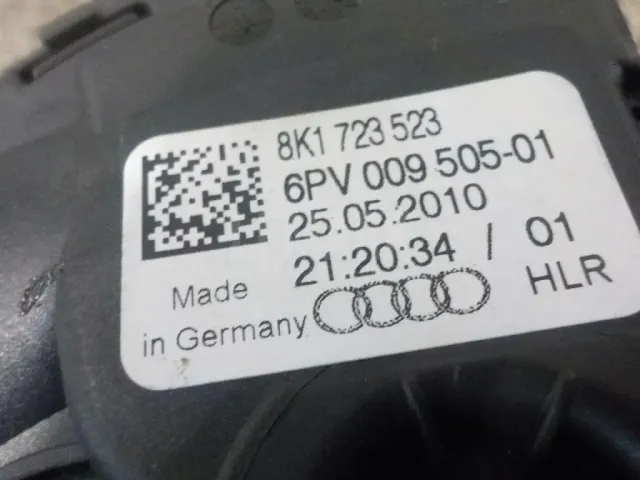 8K1 723 523
6PV 009 505-01
25.05.2010
21:20:34 / 01
Made
in Germany
HLR